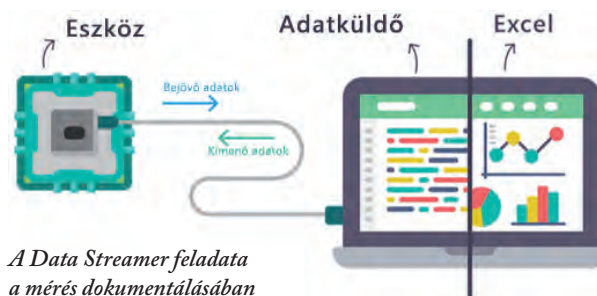 Eszköz
Adatküldő
Excel
Bejövő adatok
Kimenő adatok
A Data Streamer feladata
a mérés dokumentálásában